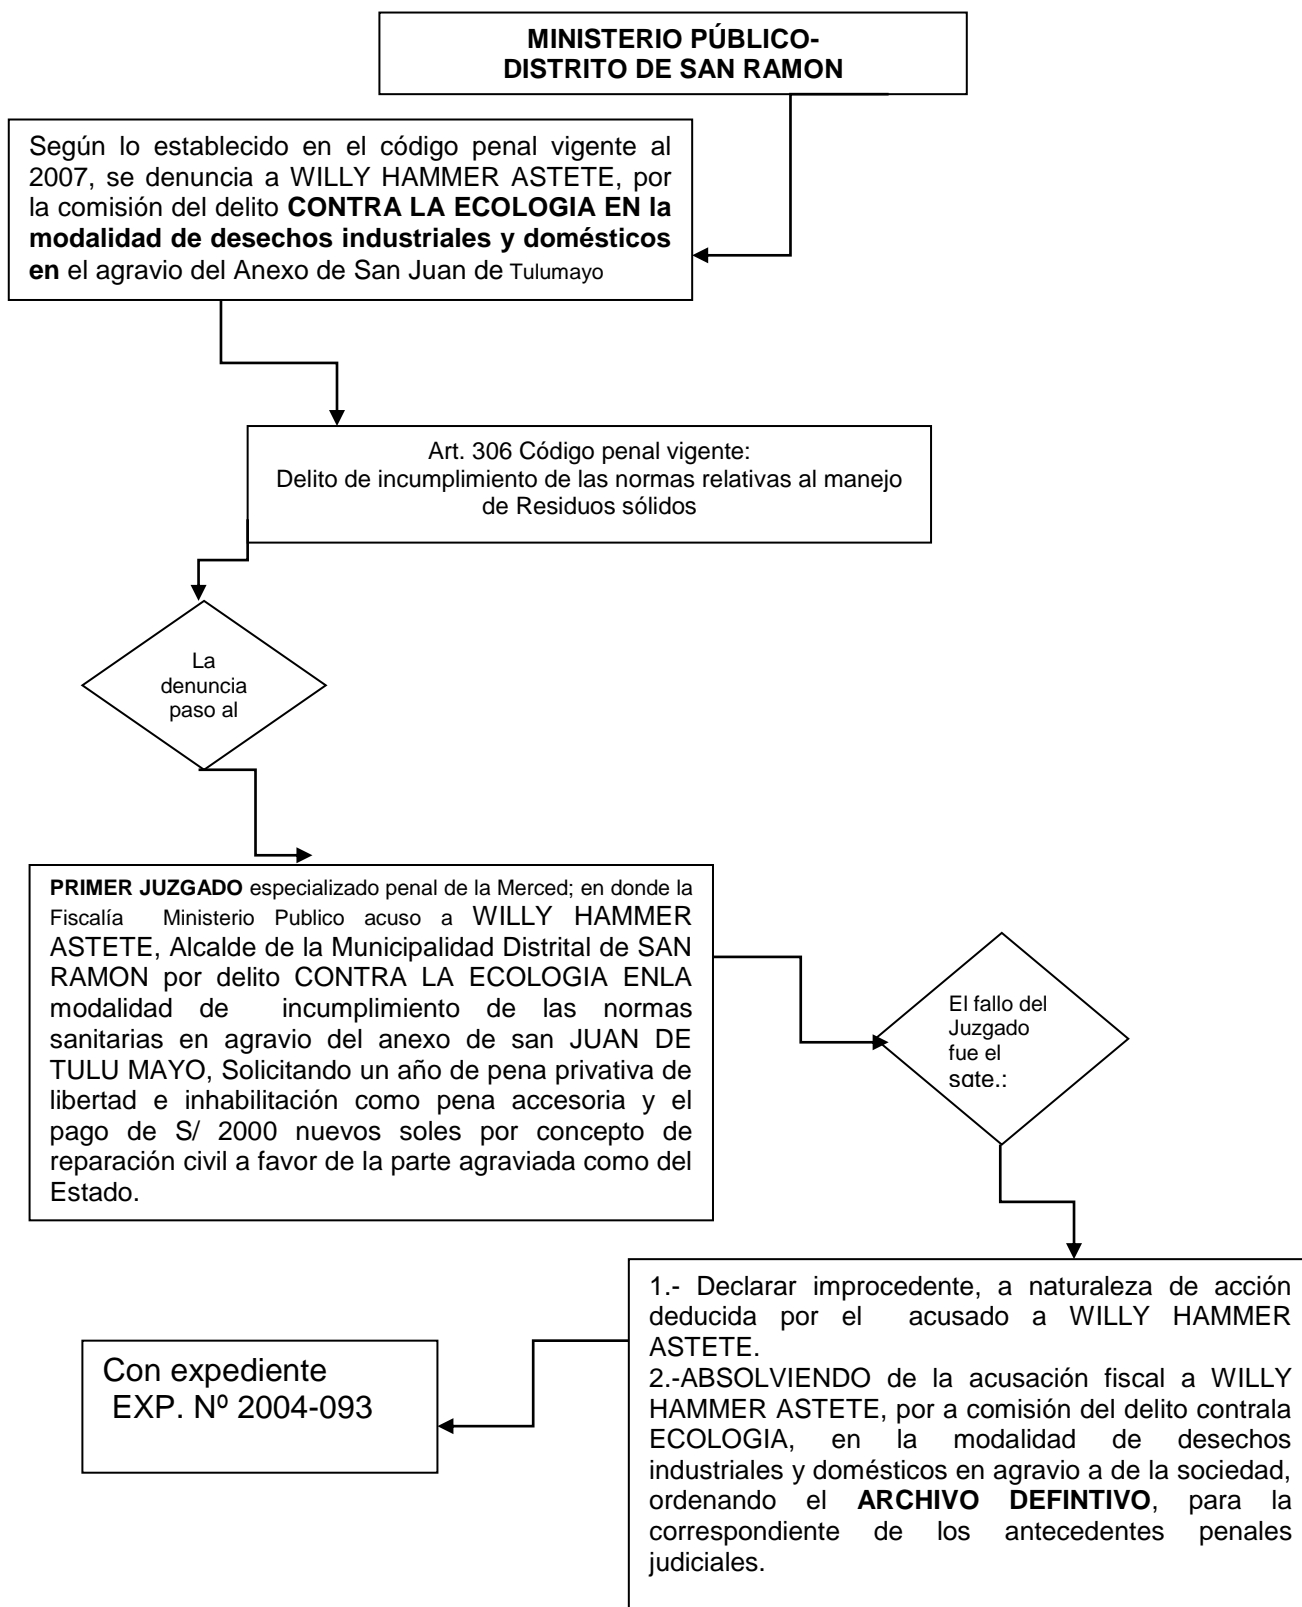 MINISTERIO PÚBLICO-
DISTRITO DE SAN RAMON
Según lo establecido en el código penal vigente al
2007, se denuncia a WILLY HAMMER ASTETE, por
la comisión del delito CONTRA LA ECOLOGIA EN la
modalidad de desechos industriales y domésticos
en el agravio del Anexo de San Juan de Tulumayo
Art. 306 Código penal vigente:
Delito de incumplimiento de las normas relativas al manejo
de Residuos sólidos
La
denuncia
paso al
PRIMER JUZGADO especializado penal de la Merced; en donde la
Fiscalía Ministerio Publico acuso a WILLY HAMMER
ASTETE, Alcalde de la Municipalidad Distrital de SAN
RAMON por delito CONTRA LA ECOLOGIA ENLA
modalidad de incumplimiento de las normas
sanitarias en agravio del anexo de san JUAN DE
TULU MAYO, Solicitando un año de pena privativa de
libertad e inhabilitación como pena accesoria y el
pago de S/ 2000 nuevos soles por concepto de
reparación civil a favor de la parte agraviada como del
Estado.
El fallo del
Juzgado
fue el
sgte.:
1.- Declarar improcedente, a naturaleza de acción
deducida por el acusado a WILLY HAMMER
ASTETE.
2.-ABSOLVIENDO de la acusación fiscal a WILLY
HAMMER ASTETE, por a comisión del delito contrala
ECOLOGIA, en la modalidad de desechos
industriales y domésticos en agravio a de la sociedad,
ordenando el ARCHIVO DEFINTIVO, para la
correspondiente de los antecedentes penales
judiciales.
Con expediente
EXP. Nº 2004-093